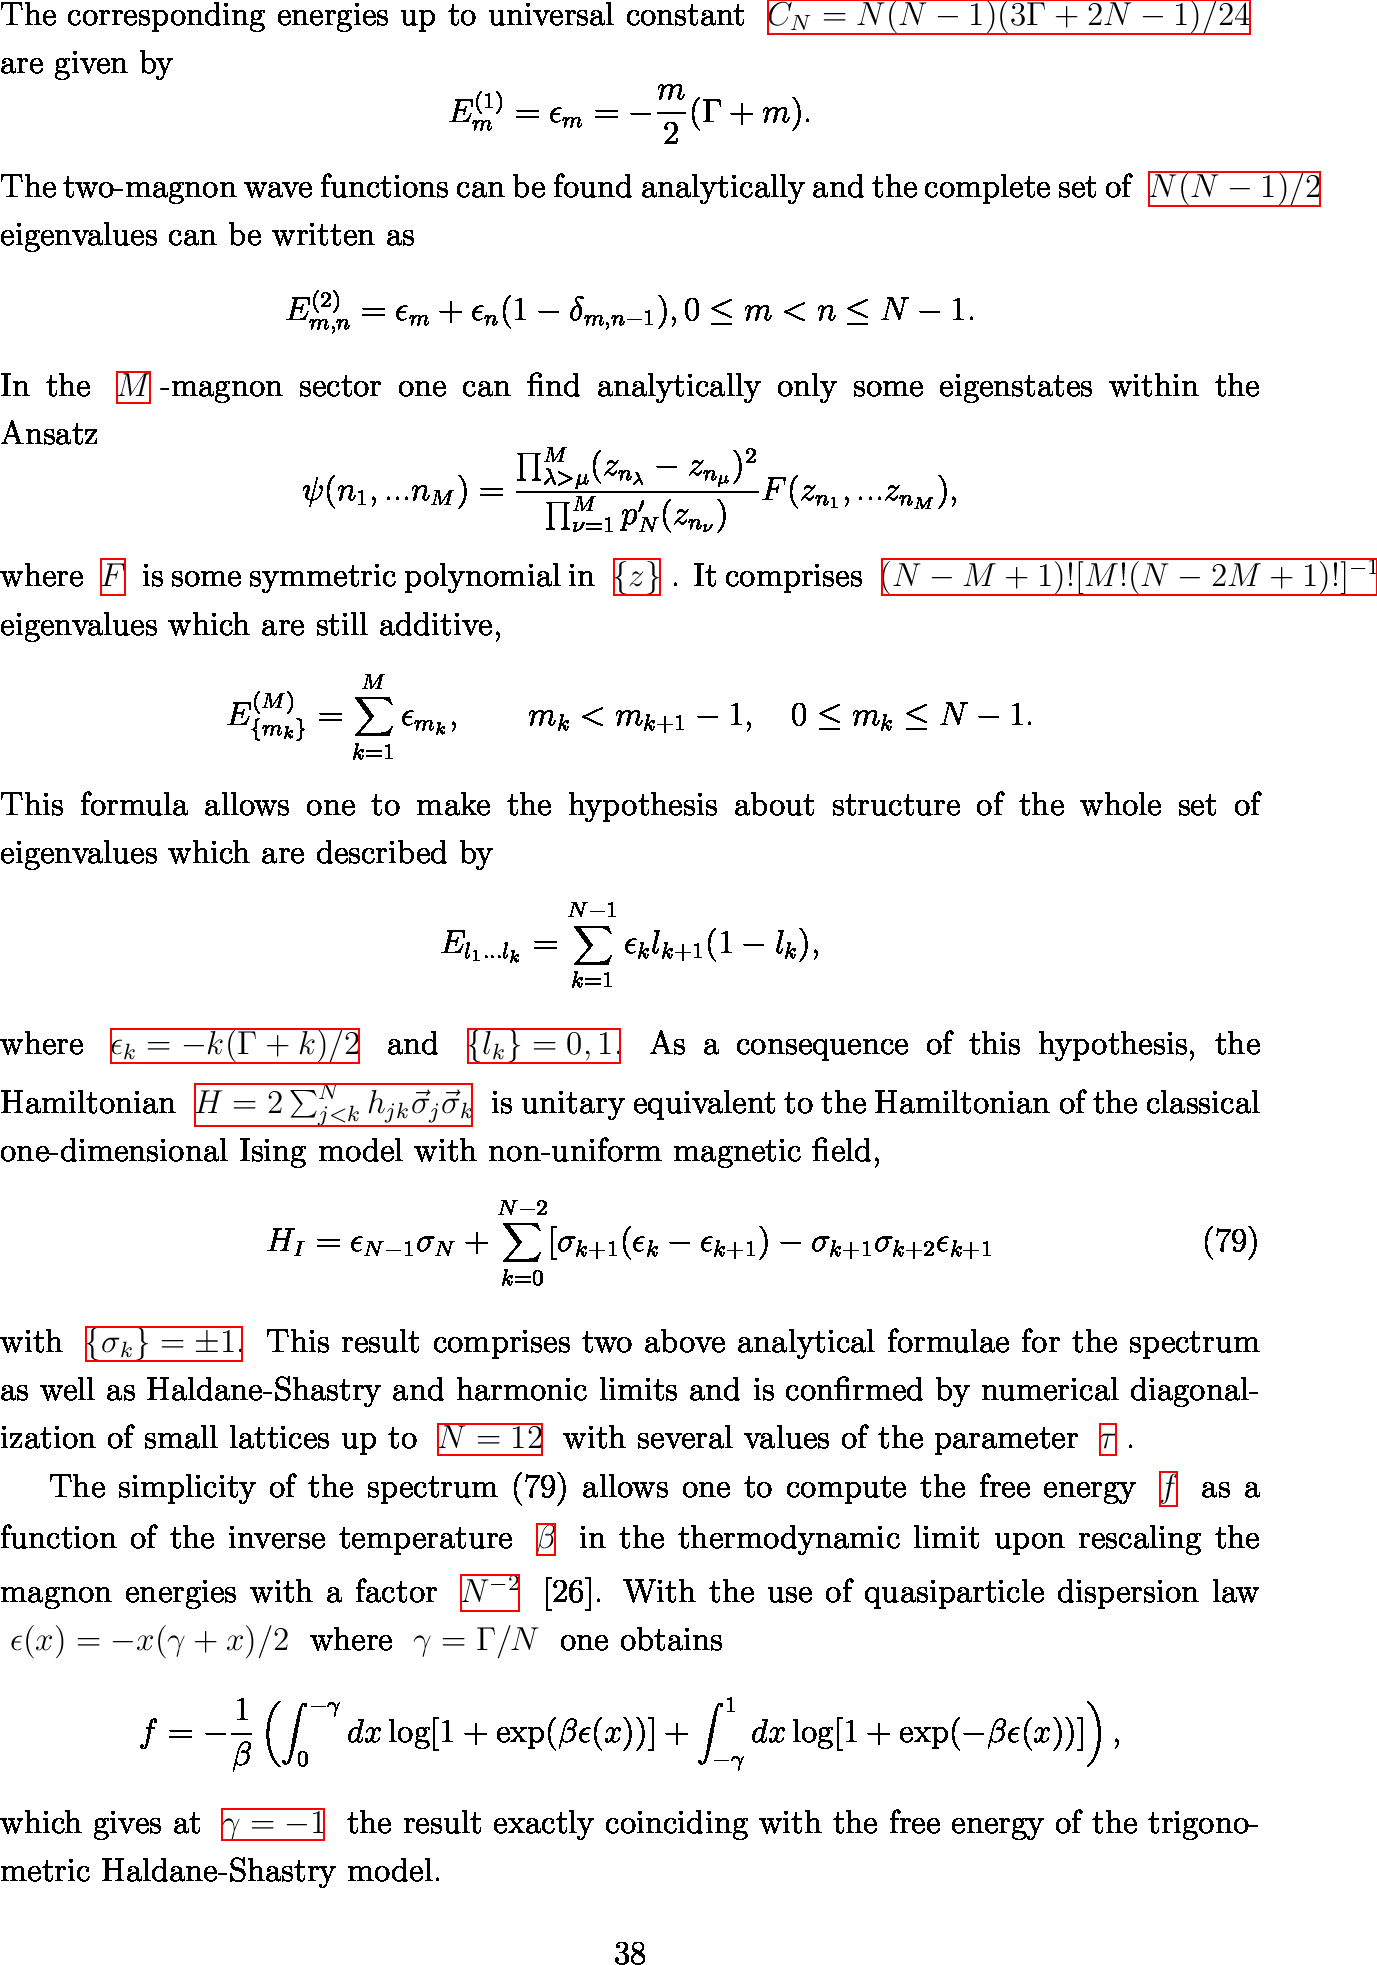 The corresponding energies up to universal constant $C_N = N(N-1)(3\Gamma + 2N - 1)/24$
are given by
$$E_m^{(1)} = \epsilon_m = -\frac{m}{2}(\Gamma + m).$$
The two-magnon wave functions can be found analytically and the complete set of $N(N-1)/2$
eigenvalues can be written as
$$E_{m,n}^{(2)} = \epsilon_m + \epsilon_n(1 - \delta_{m,n-1}), 0 \leq m < n \leq N-1.$$
In the $M$-magnon sector one can find analytically only some eigenstates within the
Ansatz
$$\psi(n_1, ...n_M) = \frac{\prod_{\lambda>\mu}^{M}(z_{n_\lambda} - z_{n_\mu})^2}{\prod_{\nu=1}^{M} p'_N(z_{n_\nu})} F(z_{n_1}, ...z_{n_M}),$$
where $F$ is some symmetric polynomial in $\{z\}$ . It comprises $(N-M+1)![M!(N-2M+1)!]^{-1}$
eigenvalues which are still additive,
$$E_{\{m_k\}}^{(M)} = \sum_{k=1}^{M} \epsilon_{m_k}, \qquad m_k < m_{k+1} - 1, \quad 0 \leq m_k \leq N-1.$$
This formula allows one to make the hypothesis about structure of the whole set of
eigenvalues which are described by
$$E_{l_1...l_k} = \sum_{k=1}^{N-1} \epsilon_k l_{k+1}(1 - l_k),$$
where $\epsilon_k = -k(\Gamma + k)/2$ and $\{l_k\} = 0, 1.$ As a consequence of this hypothesis, the
Hamiltonian $H = 2\sum_{j<k}^{N} h_{jk}\vec{\sigma}_j\vec{\sigma}_k$ is unitary equivalent to the Hamiltonian of the classical
one-dimensional Ising model with non-uniform magnetic field,
$$H_I = \epsilon_{N-1}\sigma_N + \sum_{k=0}^{N-2}[\sigma_{k+1}(\epsilon_k - \epsilon_{k+1}) - \sigma_{k+1}\sigma_{k+2}\epsilon_{k+1} \qquad (79)$$
with $\{\sigma_k\} = \pm 1.$ This result comprises two above analytical formulae for the spectrum
as well as Haldane-Shastry and harmonic limits and is confirmed by numerical diagonal-
ization of small lattices up to $N = 12$ with several values of the parameter $\tau$ .
The simplicity of the spectrum (79) allows one to compute the free energy $f$ as a
function of the inverse temperature $\beta$ in the thermodynamic limit upon rescaling the
magnon energies with a factor $N^{-2}$ [26]. With the use of quasiparticle dispersion law
$\epsilon(x) = -x(\gamma + x)/2$ where $\gamma = \Gamma/N$ one obtains
$$f = -\frac{1}{\beta}\left(\int_0^{-\gamma} dx \log[1 + \exp(\beta\epsilon(x))] + \int_{-\gamma}^{1} dx \log[1 + \exp(-\beta\epsilon(x))]\right),$$
which gives at $\gamma = -1$ the result exactly coinciding with the free energy of the trigono-
metric Haldane-Shastry model.
38